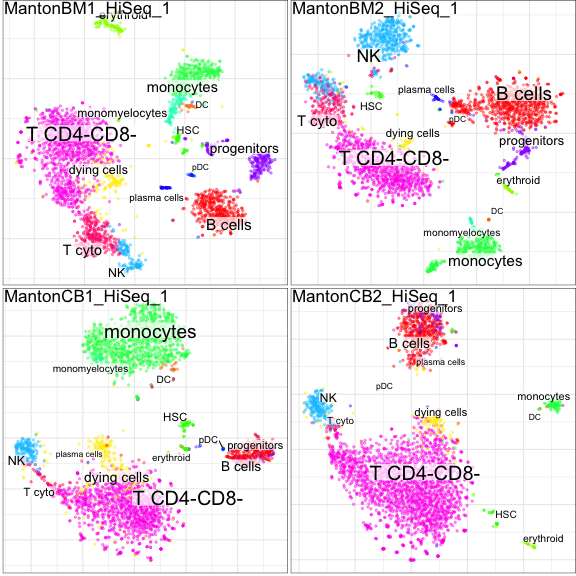 MantonBM1_HiSeq_1
erythroid
monocytes
DC
monomyelocytes
HSC
T CD4-CD8-
progenitors
dying cells
pDC
plasma cells
B cells
T cyto
NK
MantonBM2_HiSeq_1
NK
plasma cells
B cells
HSC
pDC
T cyto
dying cells
progenitors
T CD4-CD8-
erythroid
DC
monomyelocytes
monocytes
MantonCB1_HiSeq_1
monocytes
monomyelocytes
DC
HSC
pDC
progenitors
plasma cells
erythroid
NK
B cells
dying cells
T cyto
T CD4-CD8-
MantonCB2_HiSeq_1
progenitors
B cells
plasma cells
pDC
NK
monocytes
dying cells
DC
T cyto
T CD4-CD8-
HSC
erythroid